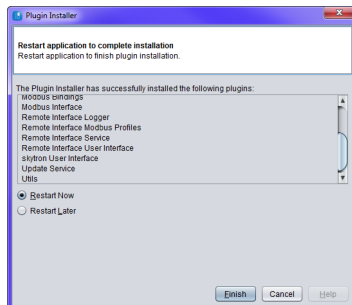 Plugin Installer
Restart application to complete installation
Restart application to finish plugin installation.
The Plugin Installer has successfully installed the following plugins:
Modbus Bindings
Modbus Interface
Remote Interface Logger
Remote Interface Modbus Profiles
Remote Interface Service
Remote Interface User Interface
skytron User Interface
Update Service
Utils
Restart Now
Restart Later
Finish
Cancel
Help